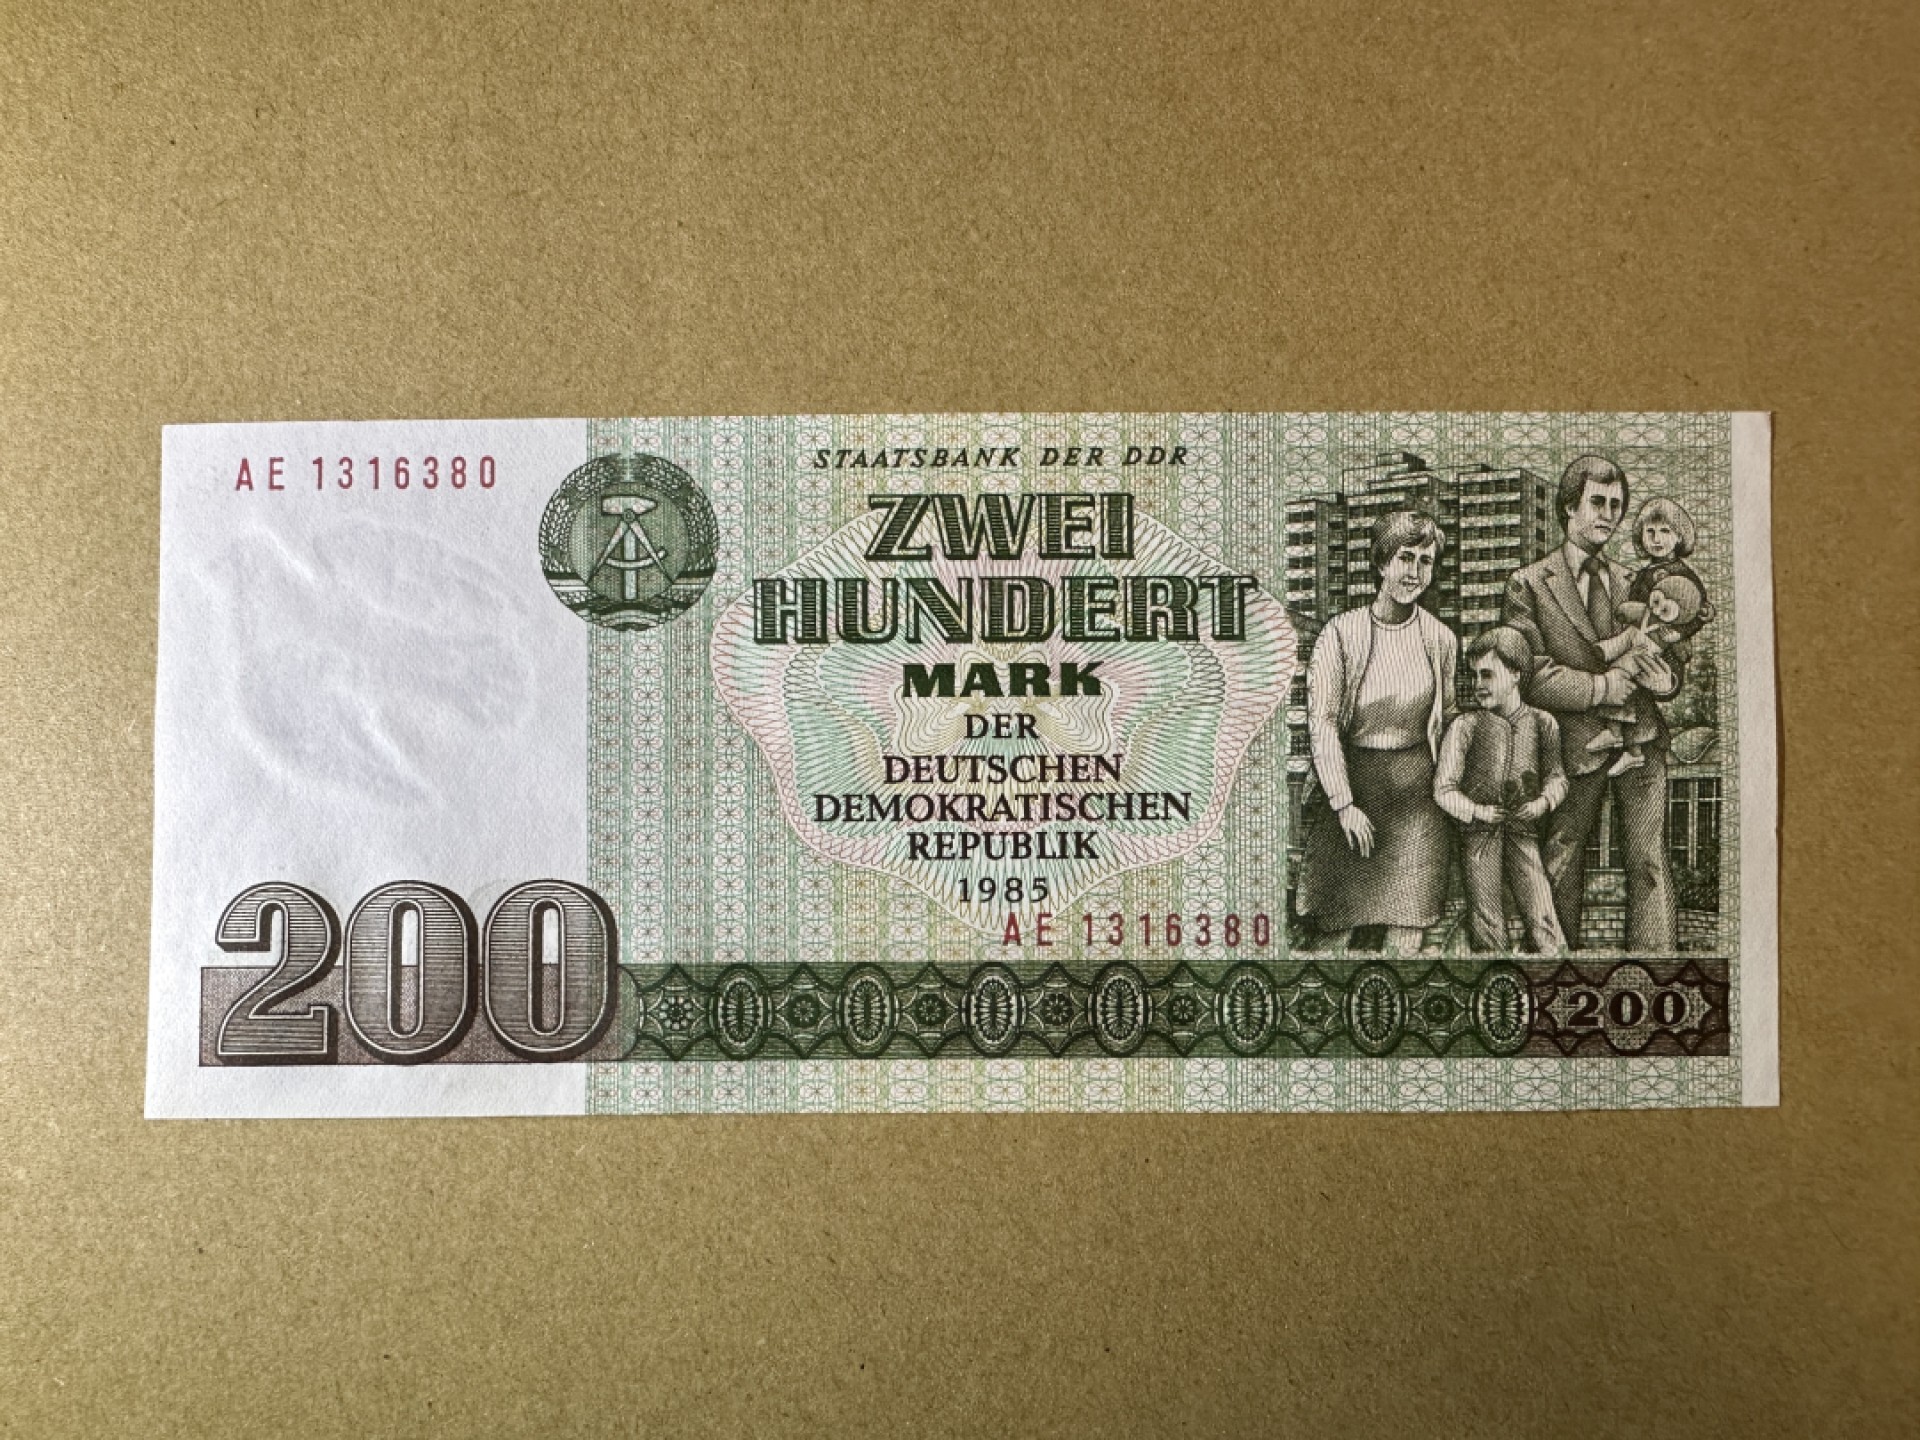 AE 1316380
STAATSBANK DER DDR
ZWEI
HUNDERT
MARK
DER
DEUTSCHEN
DEMOKRATISCHEN
REPUBLIK
1985
AE 1316380
200
200